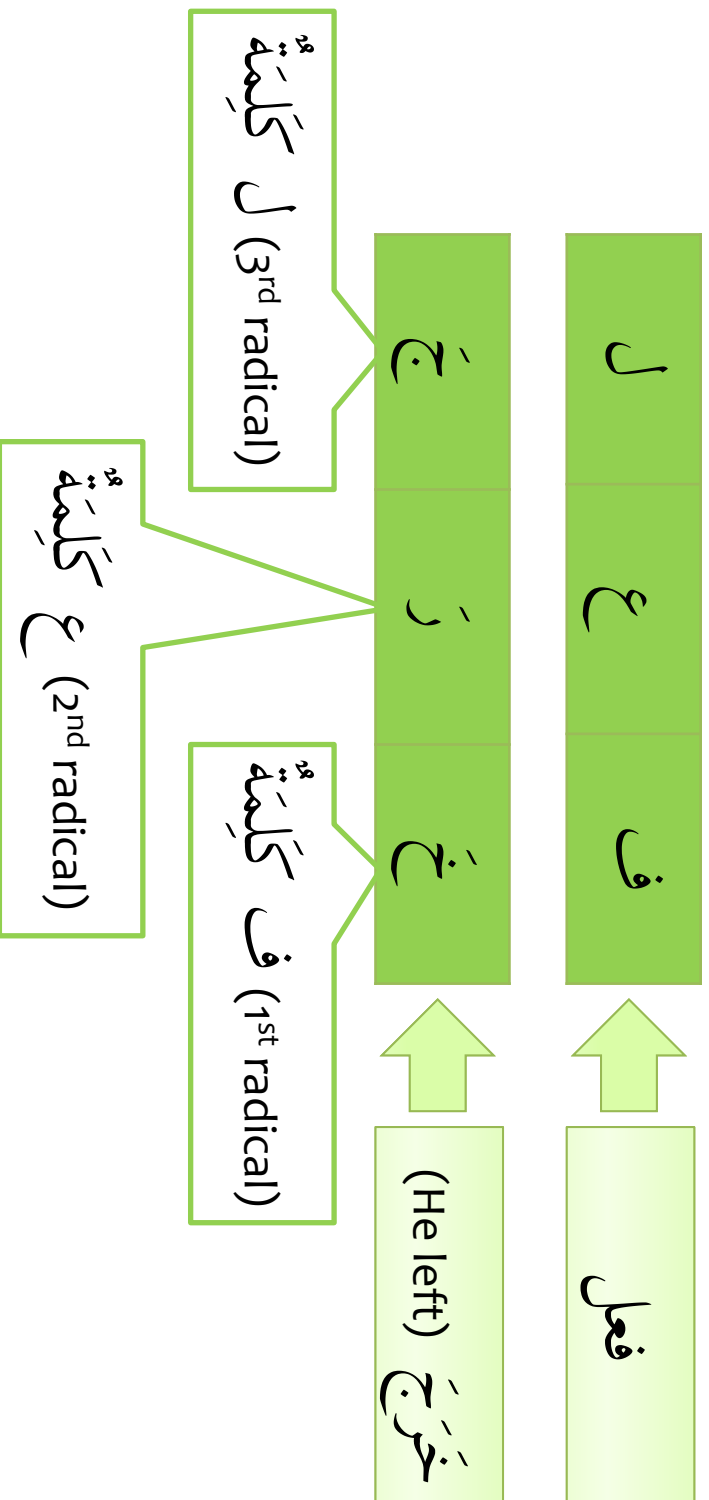 فعل
ف
ع
ل
خَرَجَ (He left)
خَ
رَ
جَ
ف كَلِمَةٌ (1st radical)
ل كَلِمَةٌ (3rd radical)
ع كَلِمَةٌ (2nd radical)